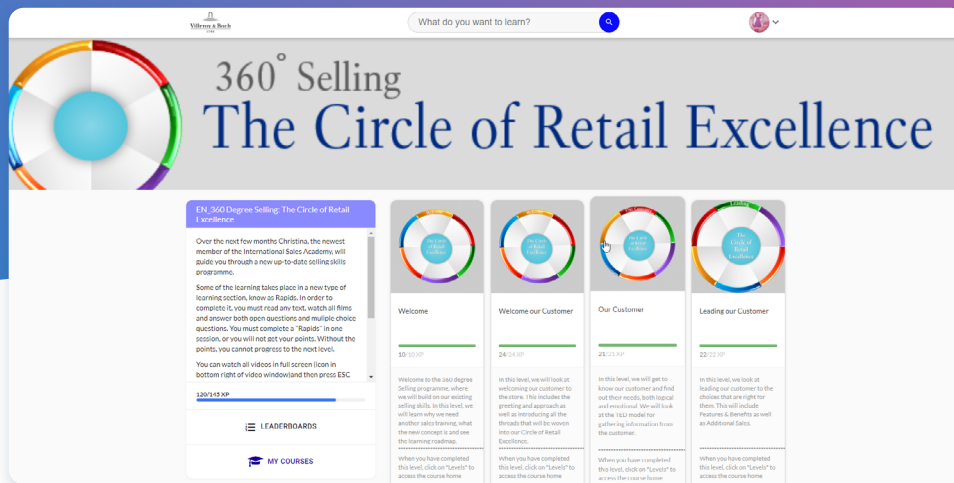 Villeroy & Boch
1748
What do you want to learn?
360° Selling
The Circle of Retail Excellence
EN_360 Degree Selling: The Circle of Retail
Excellence
Over the next few months Christina, the newest
member of the International Sales Academy, will
guide you through a new up-to-date selling skills
programme.
Some of the learning takes place in a new type of
learning section, know as Rapids. In order to
complete it, you must read any text, watch all films
and answer both open questions and muliple choice
questions. You must complete a "Rapids" in one
session, or you will not get your points. Without the
points, you cannot progress to the next level.
You can watch all videos in full screen (icon in
bottom right of video window)and then press ESC
120/145 XP
LEADERBOARDS
MY COURSES
Welcome
10/10 XP
Welcome to the 360 degree
Selling programme, where
we will build on our existing
selling skills. In this level, we
will learn why we need
another sales training, what
the new concept is and see
the learning roadmap.
When you have completed
this level, click on "Levels" to
access the course home
Welcome our Customer
24/24 XP
In this level, we will look at
welcoming our customer to
the store. This includes the
greeting and approach as
well as introducing all the
threads that will be woven
into our Circle of Retail
Excellence.
When you have completed
this level, click on "Levels" to
access the course home
Our Customer
21/21 XP
In this level, we will get to
know our customer and find
out their needs, both logical
and emotional. We will look
at the TED model for
gathering information from
the customer.
When you have completed
this level, click on "Levels" to
access the course home
Leading
The
Circle of
Retail
Excellence
Leading our Customer
22/22 XP
In this level, we look at
leading our customer to the
choices that are right for
them. This will include
Features & Benefits as well
as Additional Sales.
When you have completed
this level, click on "Levels" to
access the course home